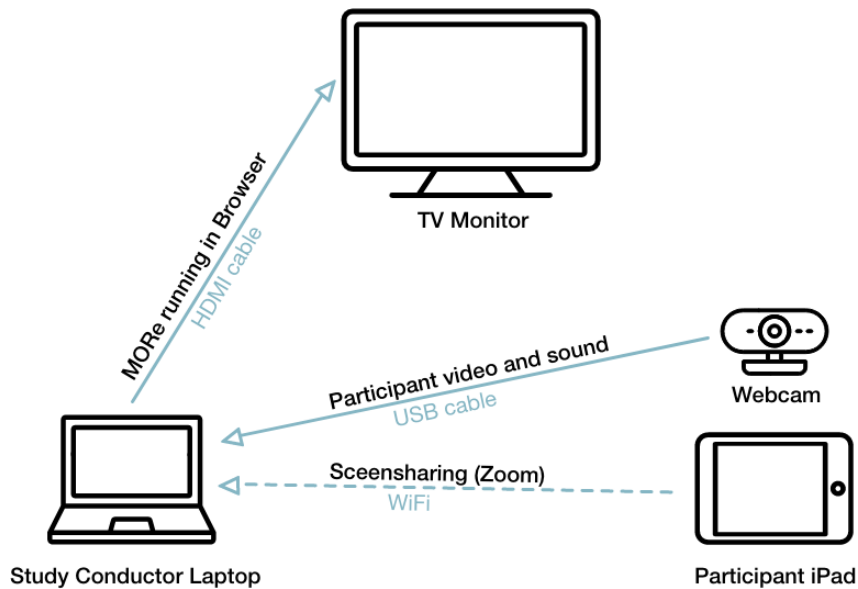 TV Monitor
MORe running in Browser
HDMI cable
Participant video and sound
USB cable
Webcam
Sceensharing (Zoom)
WiFi
Study Conductor Laptop
Participant iPad